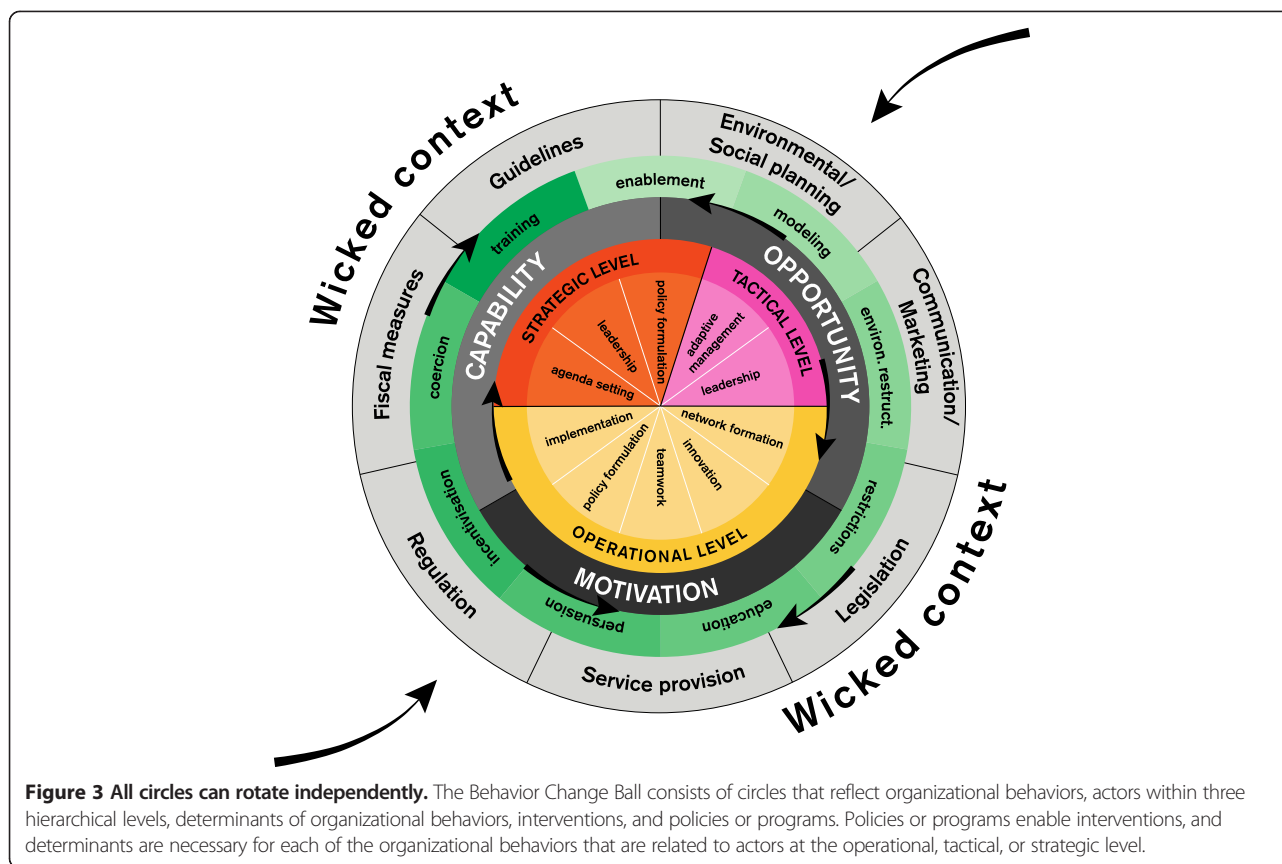 Wicked context
Guidelines
Environmental/
Social planning
Communication/
Marketing
Legislation
Service provision
Regulation
Fiscal measures
Wicked context
training
enablement
modeling
environ. restruct.
restrictions
education
persuasion
incentivisation
coercion
CAPABILITY
OPPORTUNITY
MOTIVATION
STRATEGIC LEVEL
agenda setting
leadership
policy formulation
TACTICAL LEVEL
adaptive
management
leadership
OPERATIONAL LEVEL
network formation
innovation
teamwork
policy formulation
implementation
Figure 3 All circles can rotate independently. The Behavior Change Ball consists of circles that reflect organizational behaviors, actors within three
hierarchical levels, determinants of organizational behaviors, interventions, and policies or programs. Policies or programs enable interventions, and
determinants are necessary for each of the organizational behaviors that are related to actors at the operational, tactical, or strategic level.